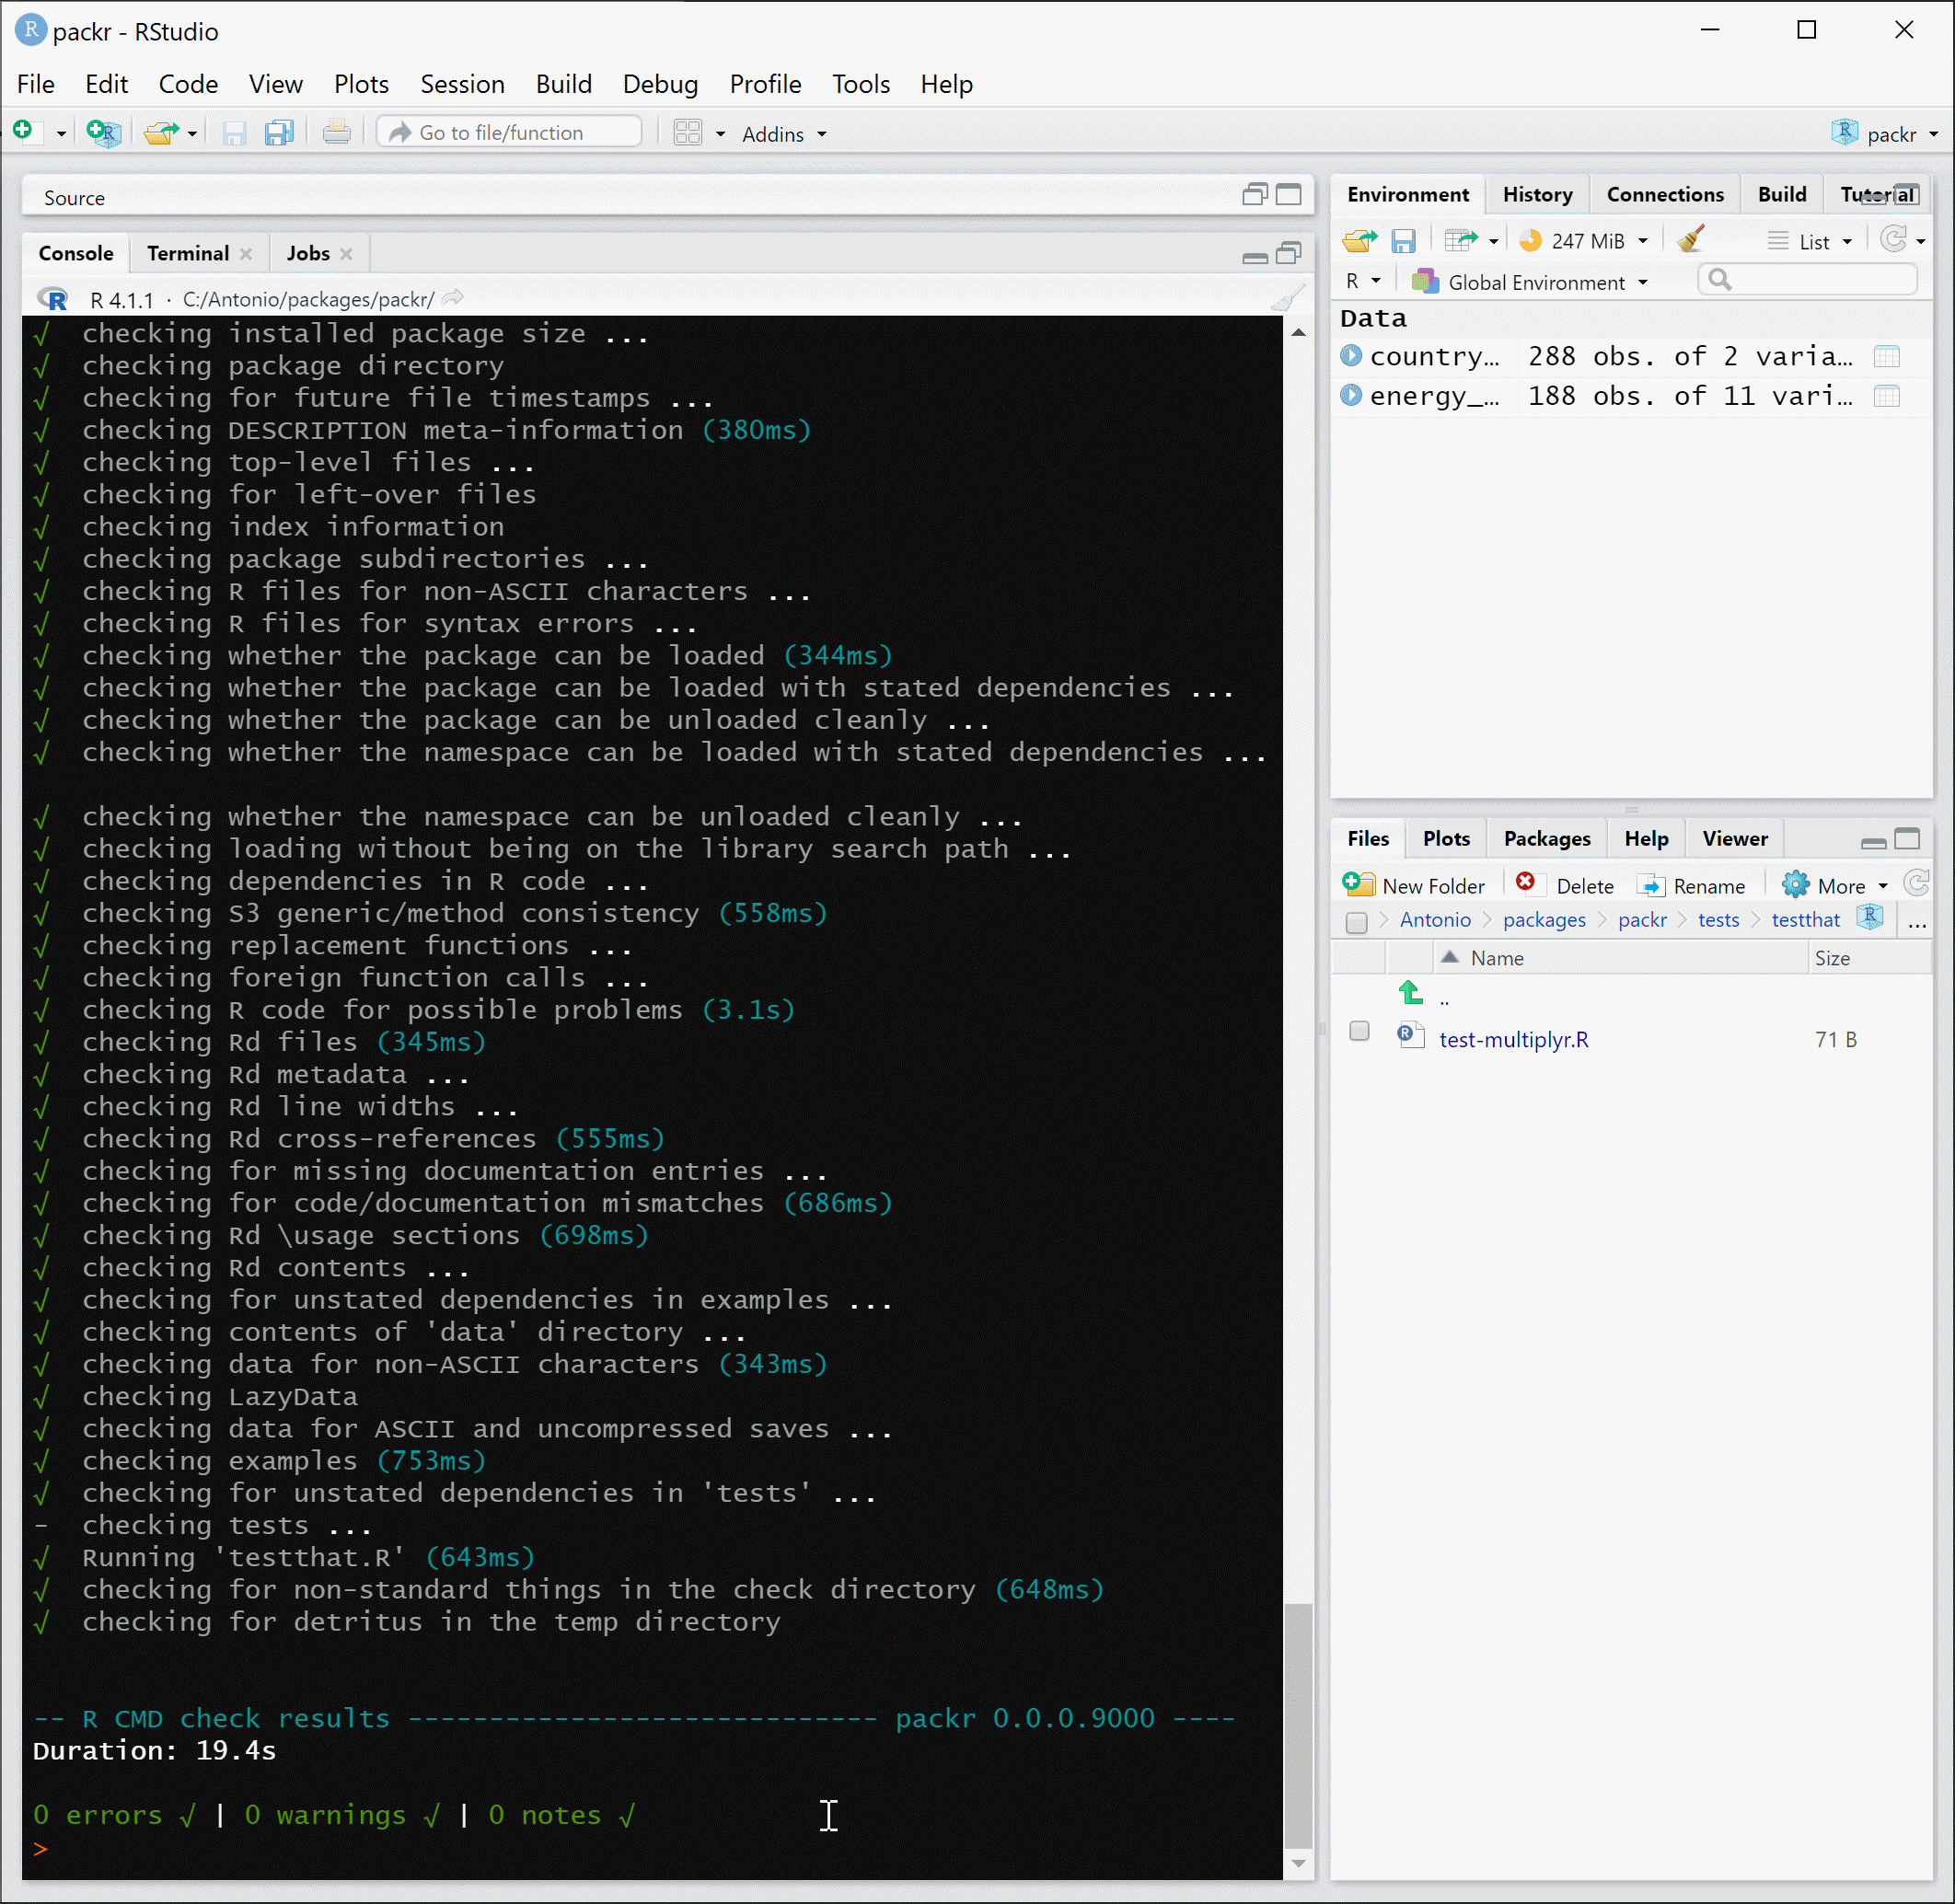 packr - RStudio
File Edit Code View Plots Session Build Debug Profile Tools Help
Go to file/function Addins packr
Source
Console Terminal Jobs
R 4.1.1 · C:/Antonio/packages/packr/
√ checking installed package size ...
√ checking package directory
√ checking for future file timestamps ...
√ checking DESCRIPTION meta-information (380ms)
√ checking top-level files ...
√ checking for left-over files
√ checking index information
√ checking package subdirectories ...
√ checking R files for non-ASCII characters ...
√ checking R files for syntax errors ...
√ checking whether the package can be loaded (344ms)
√ checking whether the package can be loaded with stated dependencies ...
√ checking whether the package can be unloaded cleanly ...
√ checking whether the namespace can be loaded with stated dependencies ...
√ checking whether the namespace can be unloaded cleanly ...
√ checking loading without being on the library search path ...
√ checking dependencies in R code ...
√ checking S3 generic/method consistency (558ms)
√ checking replacement functions ...
√ checking foreign function calls ...
√ checking R code for possible problems (3.1s)
√ checking Rd files (345ms)
√ checking Rd metadata ...
√ checking Rd line widths ...
√ checking Rd cross-references (555ms)
√ checking for missing documentation entries ...
√ checking for code/documentation mismatches (686ms)
√ checking Rd \usage sections (698ms)
√ checking Rd contents ...
√ checking for unstated dependencies in examples ...
√ checking contents of 'data' directory ...
√ checking data for non-ASCII characters (343ms)
√ checking LazyData
√ checking data for ASCII and uncompressed saves ...
√ checking examples (753ms)
√ checking for unstated dependencies in 'tests' ...
- checking tests ...
√ Running 'testthat.R' (643ms)
√ checking for non-standard things in the check directory (648ms)
√ checking for detritus in the temp directory
-- R CMD check results ----------------------------- packr 0.0.0.9000 ----
Duration: 19.4s
0 errors √ | 0 warnings √ | 0 notes √
>
Environment History Connections Build Tutorial
247 MiB List
R Global Environment
Data
country... 288 obs. of 2 varia...
energy_... 188 obs. of 11 vari...
Files Plots Packages Help Viewer
New Folder Delete Rename More
Antonio packages packr tests testthat ...
Name Size
..
test-multiplyr.R 71 B